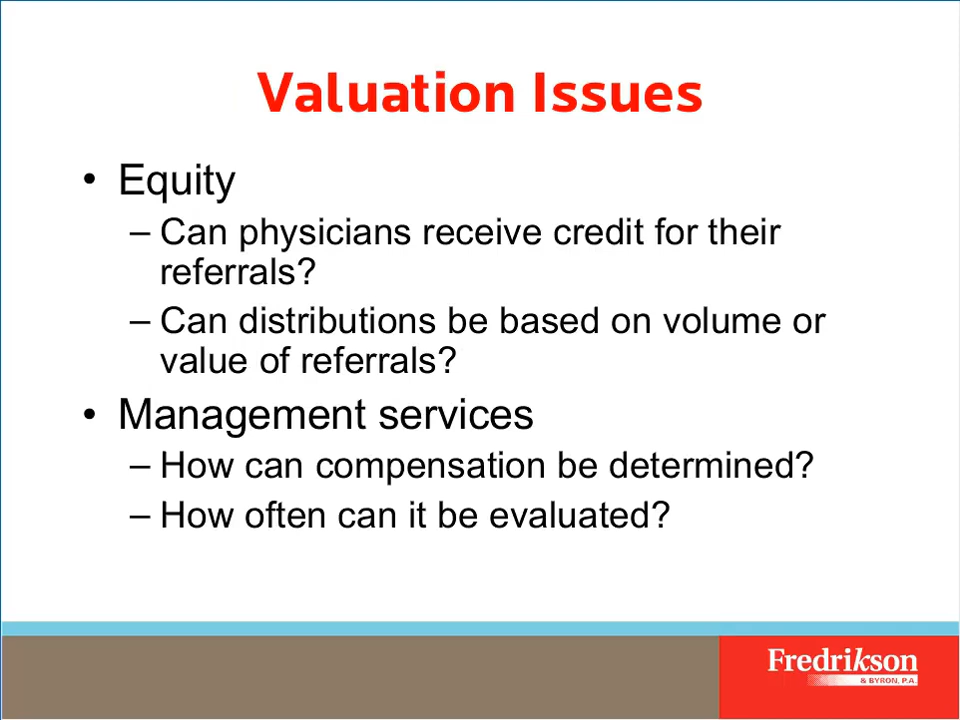 Valuation Issues
• Equity
– Can physicians receive credit for their
referrals?
– Can distributions be based on volume or
value of referrals?
• Management services
– How can compensation be determined?
– How often can it be evaluated?
Fredrikson
& BYRON, P.A.